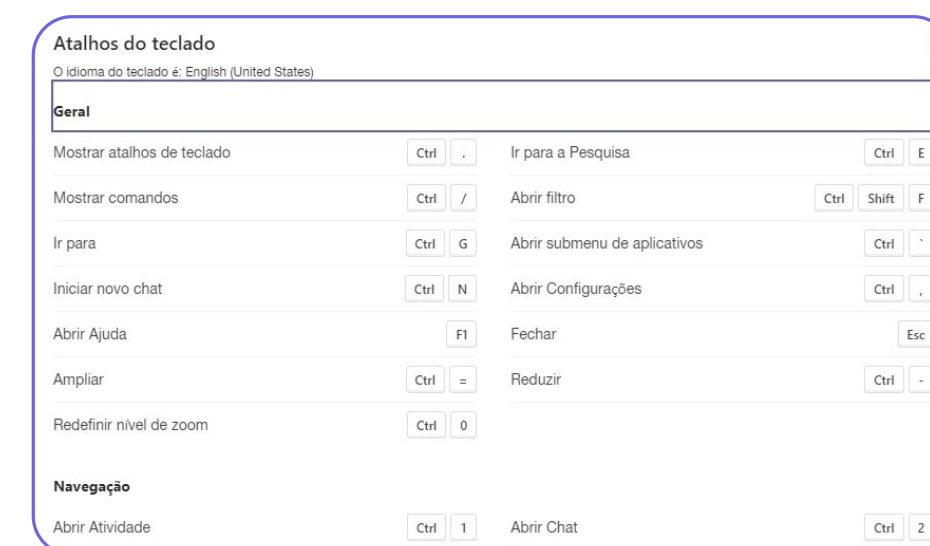 Atalhos do teclado
O idioma do teclado é: English (United States)
Geral
Mostrar atalhos de teclado Ctrl . Ir para a Pesquisa Ctrl E
Mostrar comandos Ctrl / Abrir filtro Ctrl Shift F
Ir para Ctrl G Abrir submenu de aplicativos Ctrl `
Iniciar novo chat Ctrl N Abrir Configurações Ctrl ,
Abrir Ajuda F1 Fechar Esc
Ampliar Ctrl = Reduzir Ctrl -
Redefinir nível de zoom Ctrl 0
Navegação
Abrir Atividade Ctrl 1 Abrir Chat Ctrl 2